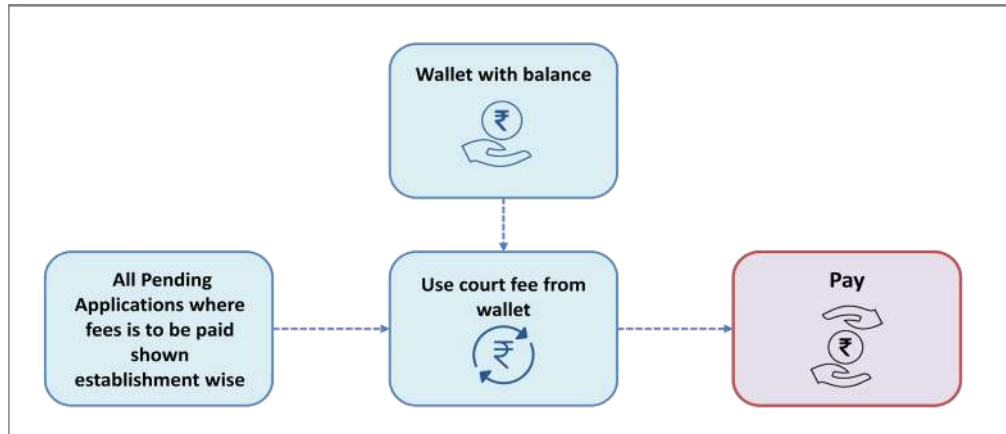 Wallet with balance
₹
All Pending
Applications where
fees is to be paid
shown
establishment wise
Use court fee from
wallet
₹
Pay
₹